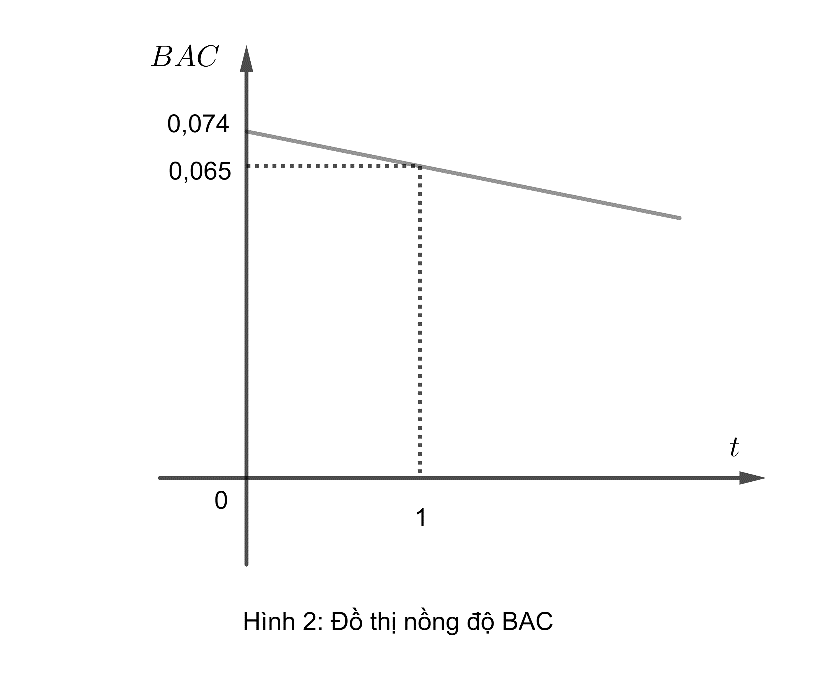 BAC
0,074
0,065
t
0
1
Hình 2: Đồ thị nồng độ BAC